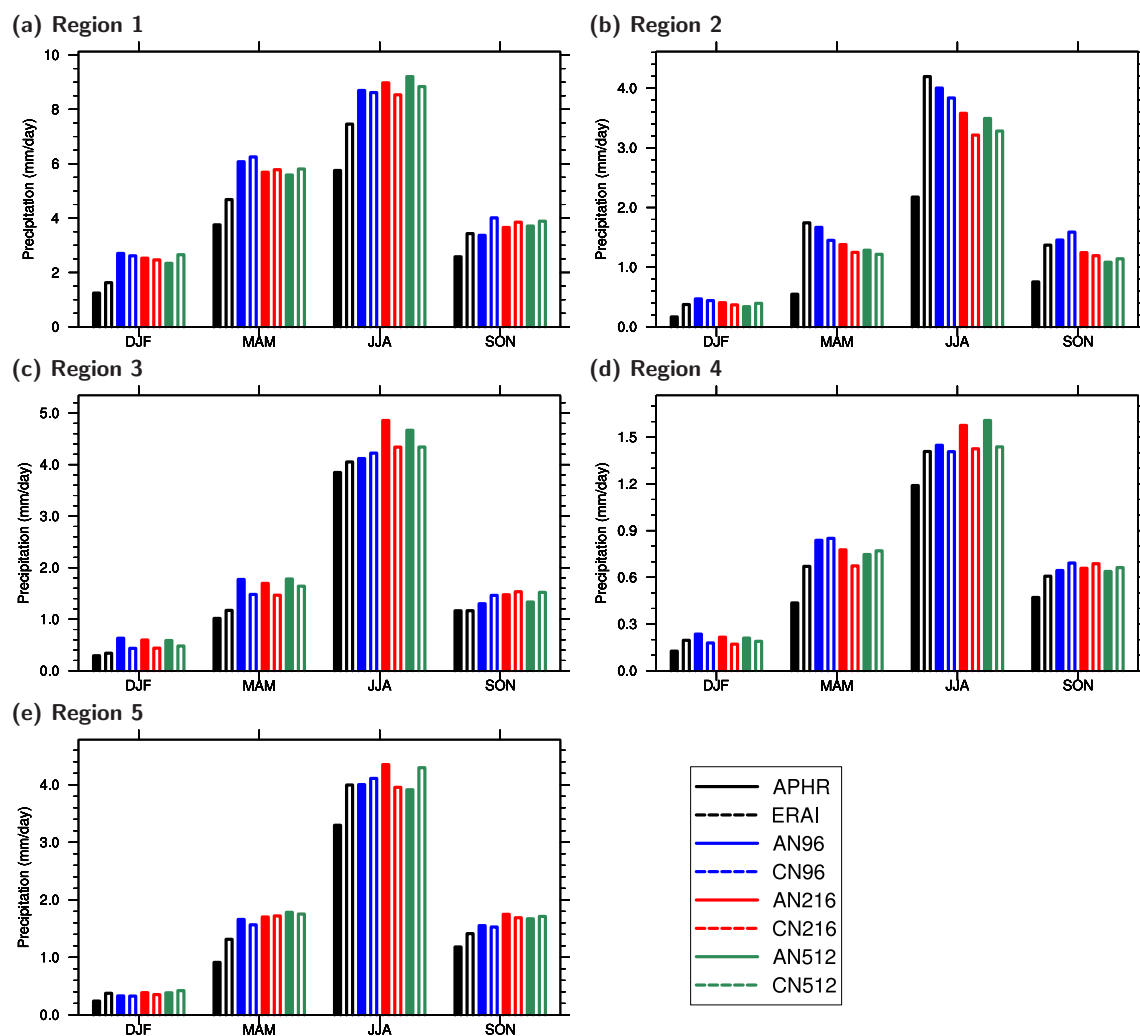 (a) Region 1
Precipitation (mm/day)
10
8
6
4
2
0
DJF MAM JJA SON
(b) Region 2
Precipitation (mm/day)
4.0
3.0
2.0
1.0
0.0
DJF MAM JJA SON
(c) Region 3
Precipitation (mm/day)
5.0
4.0
3.0
2.0
1.0
0.0
DJF MAM JJA SON
(d) Region 4
Precipitation (mm/day)
1.5
1.2
0.9
0.6
0.3
0.0
DJF MAM JJA SON
(e) Region 5
Precipitation (mm/day)
4.0
3.0
2.0
1.0
0.0
DJF MAM JJA SON
APHR
ERAI
AN96
CN96
AN216
CN216
AN512
CN512